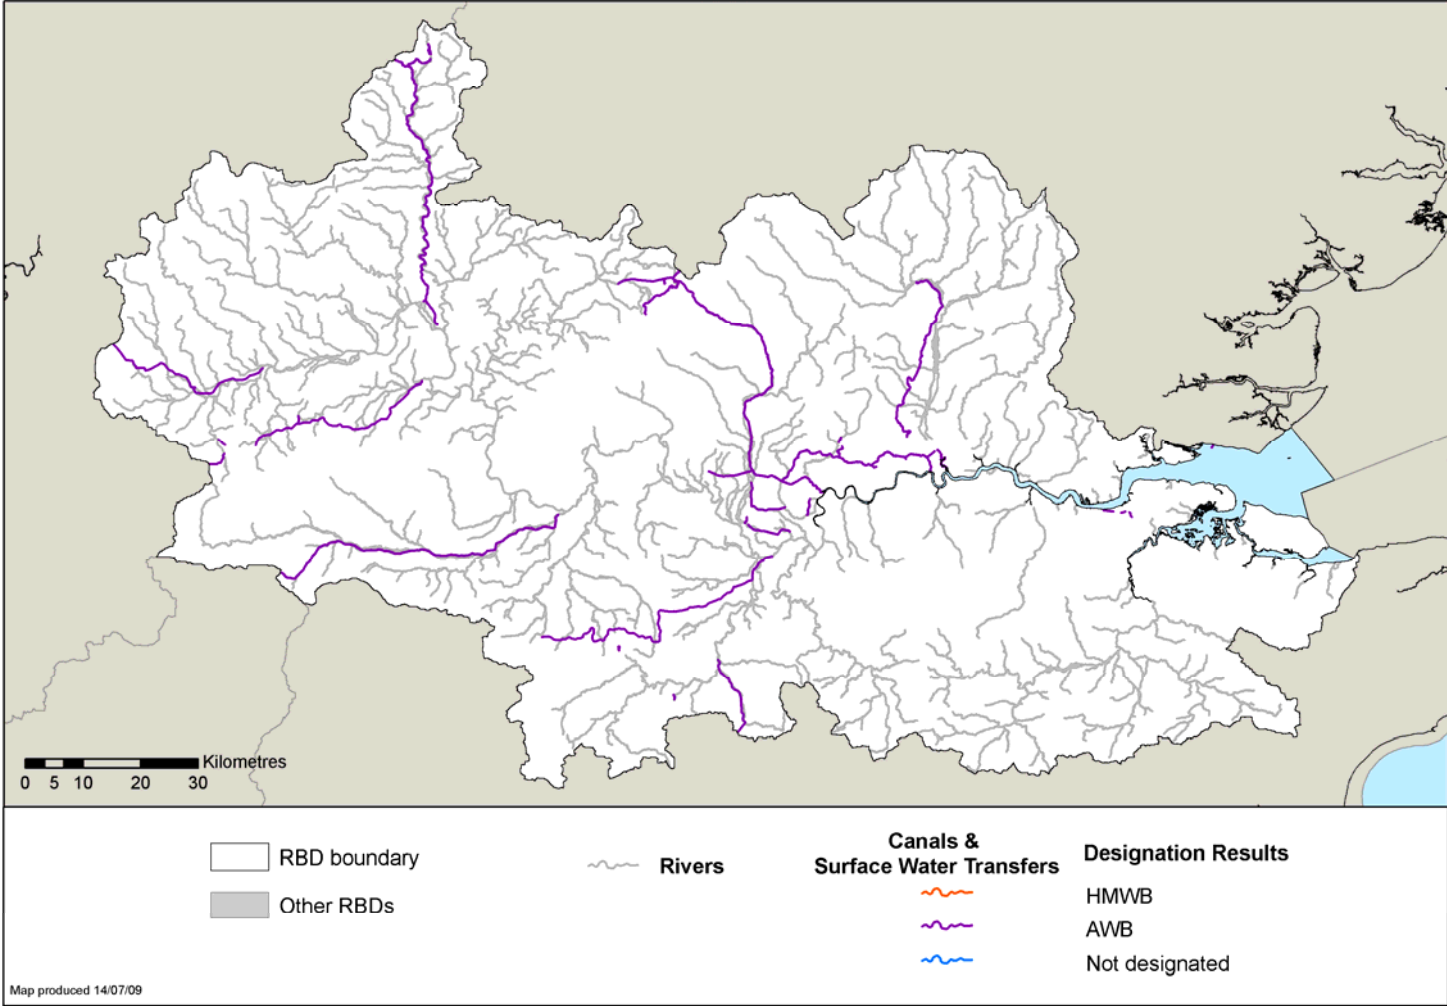 Kilometres
0 5 10 20 30
RBD boundary
Other RBDs
Rivers
Canals &
Surface Water Transfers
Designation Results
HMWB
AWB
Not designated
Map produced 14/07/09